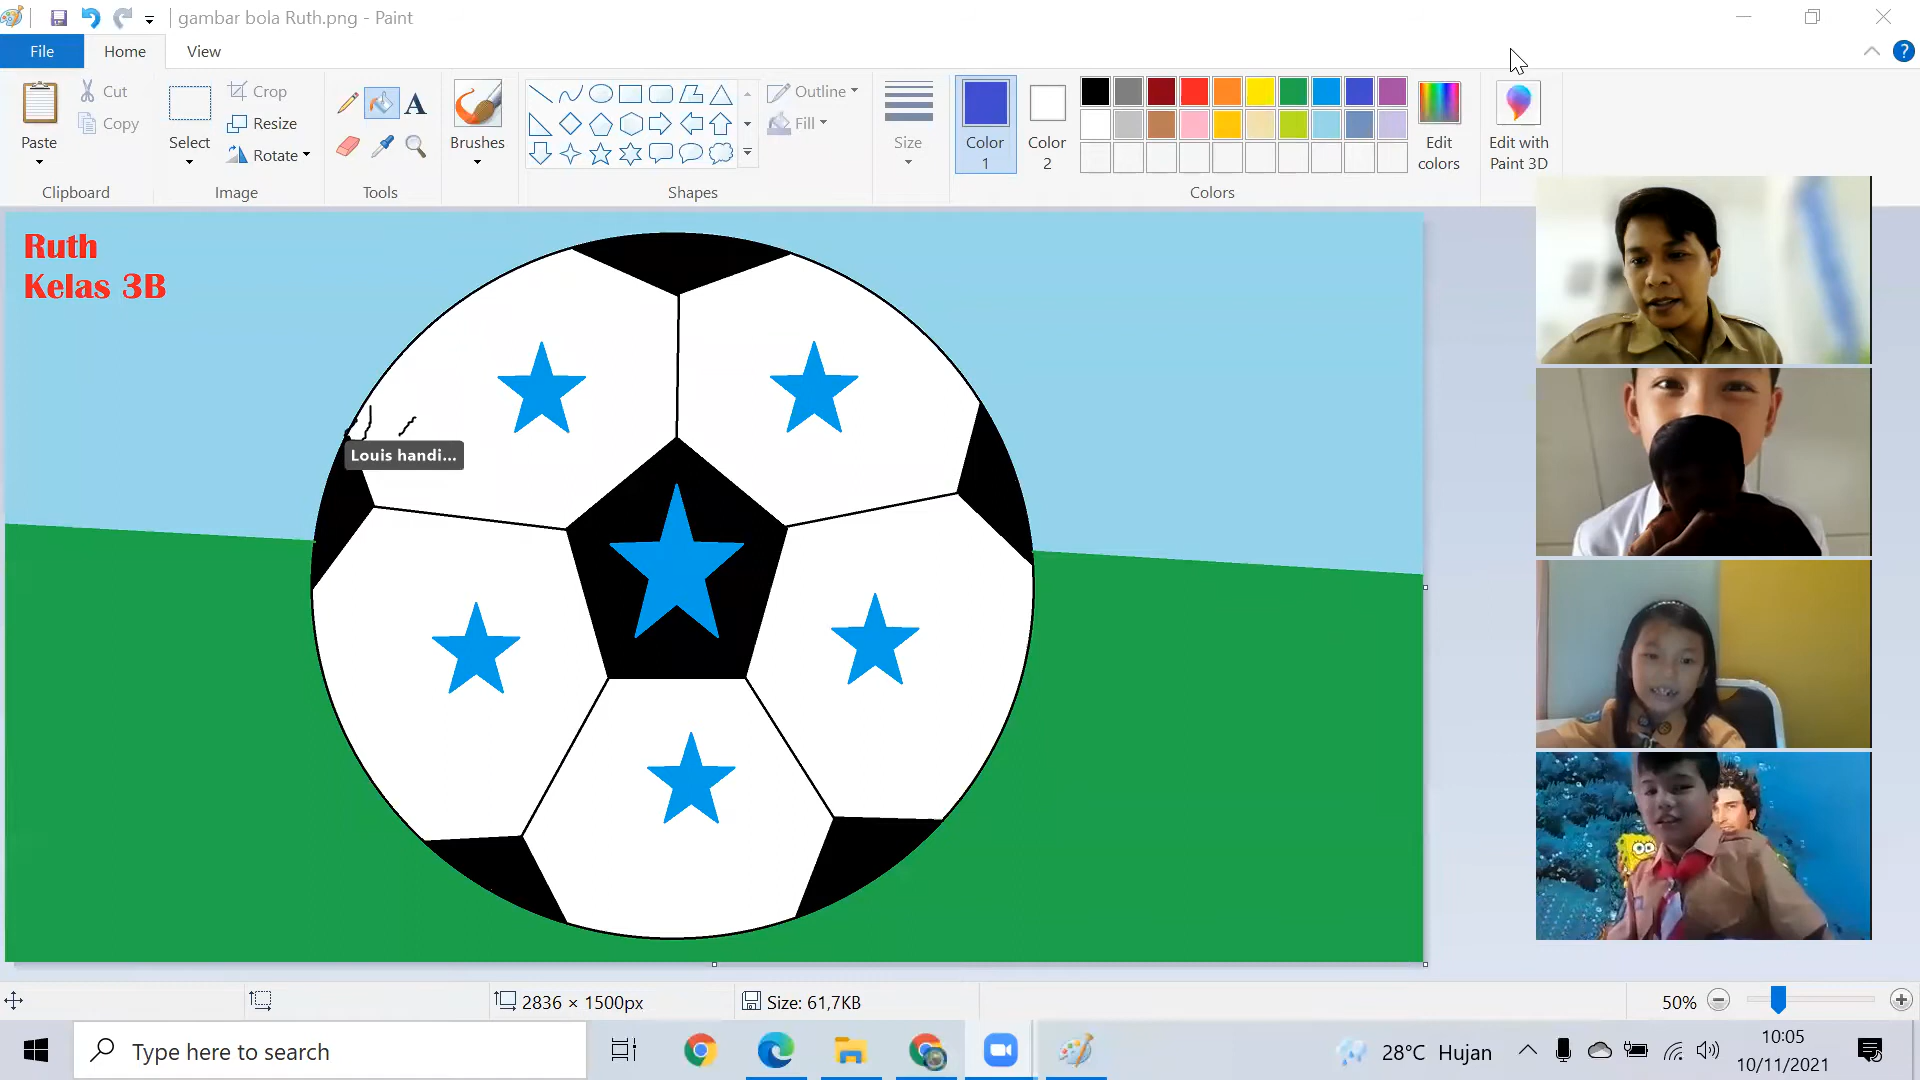 gambar bola Ruth.png - Paint
File
Home
View
Paste
Cut
Copy
Clipboard
Select
Crop
Resize
Rotate
Image
A
Tools
Brushes
Shapes
Outline
Fill
Size
Color 1
Color 2
Colors
Edit colors
Edit with Paint 3D
?
Ruth
Kelas 3B
Louis handi...
2836 × 1500px
Size: 61,7KB
50%
Type here to search
28°C Hujan
10:05
10/11/2021